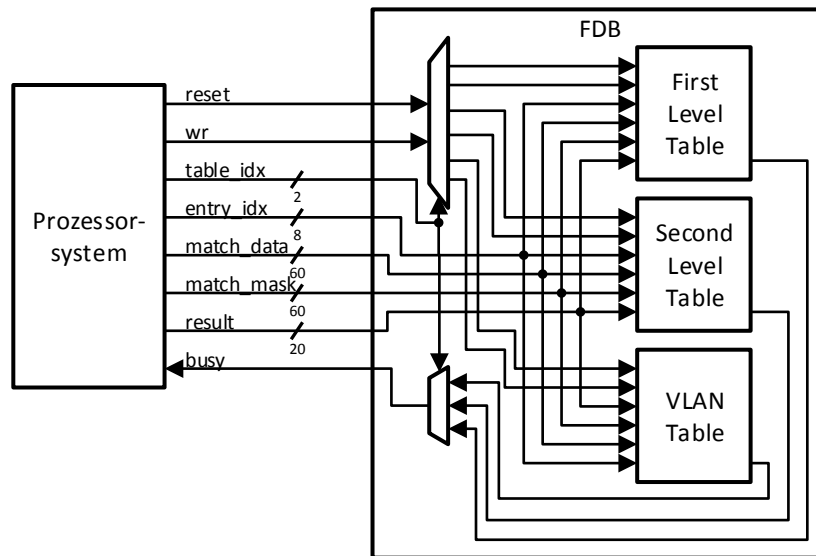 FDB
First
Level
Table
Second
Level
Table
VLAN
Table
Prozessor-
system
reset
wr
table_idx
2
entry_idx
8
match_data
60
match_mask
60
result
20
busy